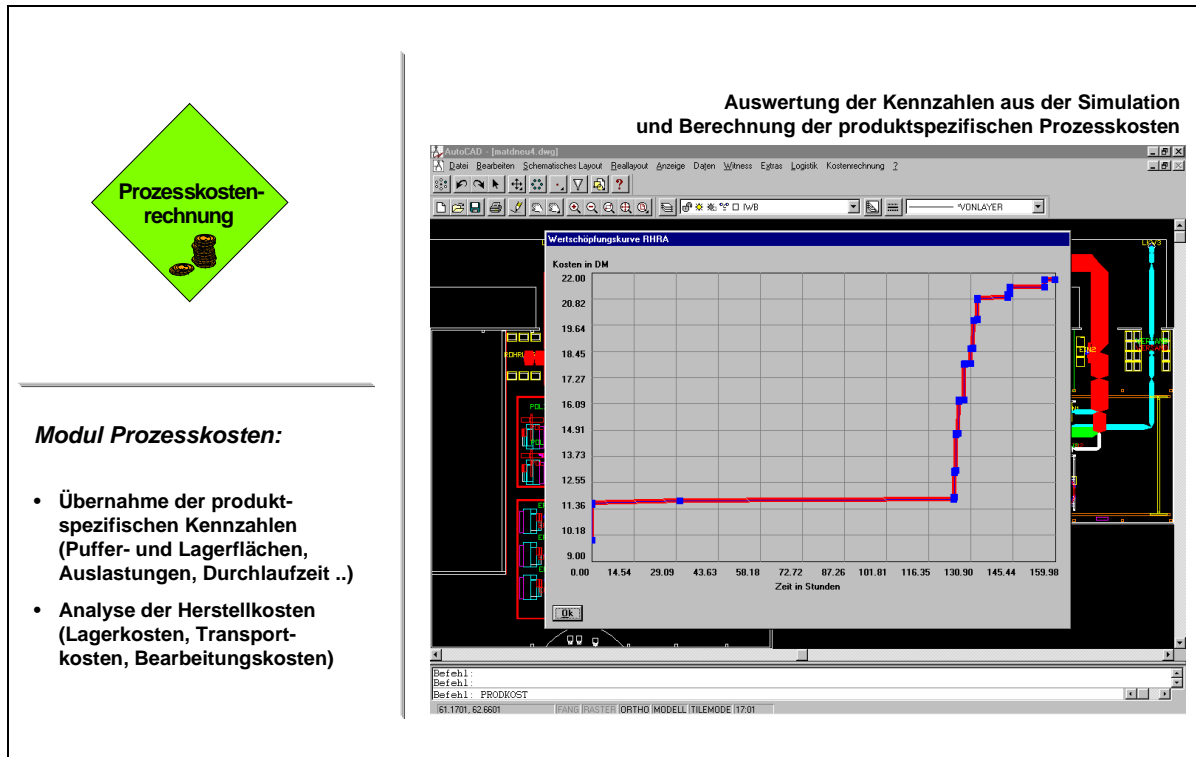 Auswertung der Kennzahlen aus der Simulation
und Berechnung der produktspezifischen Prozesskosten
Prozesskosten-
rechnung
Modul Prozesskosten:
• Übernahme der produkt-
spezifischen Kennzahlen
(Puffer- und Lagerflächen,
Auslastungen, Durchlaufzeit ..)
• Analyse der Herstellkosten
(Lagerkosten, Transport-
kosten, Bearbeitungskosten)
AutoCAD - [matdneu4.dwg]
Datei Bearbeiten Schematisches Layout Reallayout Anzeige Daten Witness Extras Logistik Kostenrechnung ?
IWB
VONLAYER
Wertschöpfungskurve RHRA
Kosten in DM
22.00
20.82
19.64
18.45
17.27
16.09
14.91
13.73
12.55
11.36
10.18
9.00
0.00 14.54 29.09 43.63 58.18 72.72 87.26 101.81 116.35 130.90 145.44 159.98
Zeit in Stunden
Ok
Befehl:
Befehl:
Befehl: PRODKOST
61.1701, 62.6601 FANG RASTER ORTHO MODELL TILEMODE 17:01